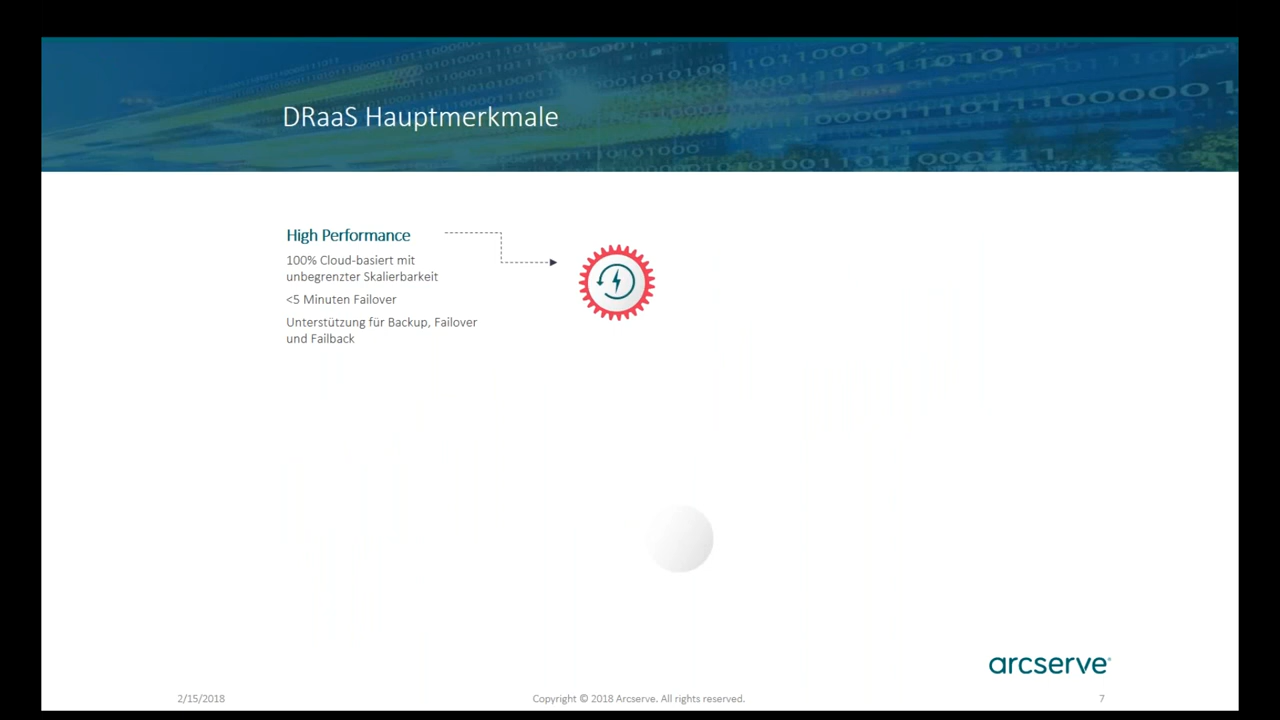 DRaaS Hauptmerkmale
High Performance
100% Cloud-basiert mit
unbegrenzter Skalierbarkeit
<5 Minuten Failover
Unterstützung für Backup, Failover
und Failback
arcserve®
2/15/2018
Copyright © 2018 Arcserve. All rights reserved.
7